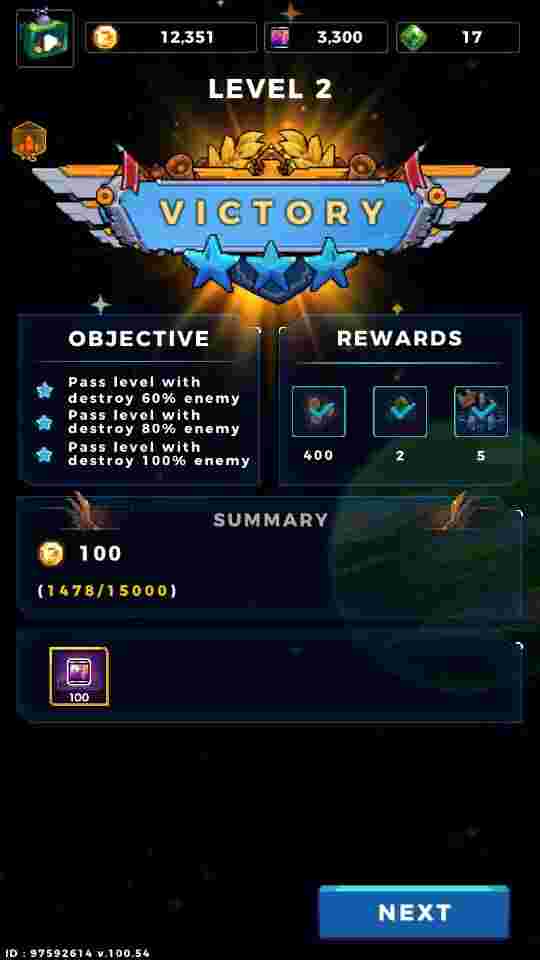 12,351 3,300 17
LEVEL 2
VICTORY
OBJECTIVE
Pass level with
destroy 60% enemy
Pass level with
destroy 80% enemy
Pass level with
destroy 100% enemy
REWARDS
400 2 5
SUMMARY
100
(1478/15000)
100
NEXT
ID : 97592614 v.100.54